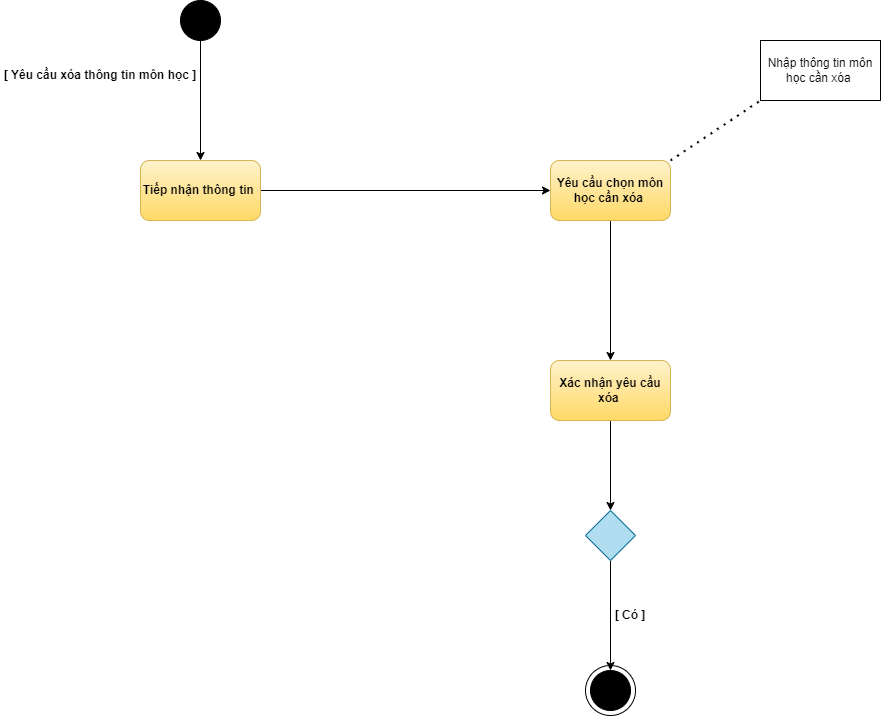 [ Yêu cầu xóa thông tin môn học ]
Nhập thông tin môn
học cần xóa
Tiếp nhận thông tin
Yêu cầu chọn môn
học cần xóa
Xác nhận yêu cầu
xóa
[ Có ]